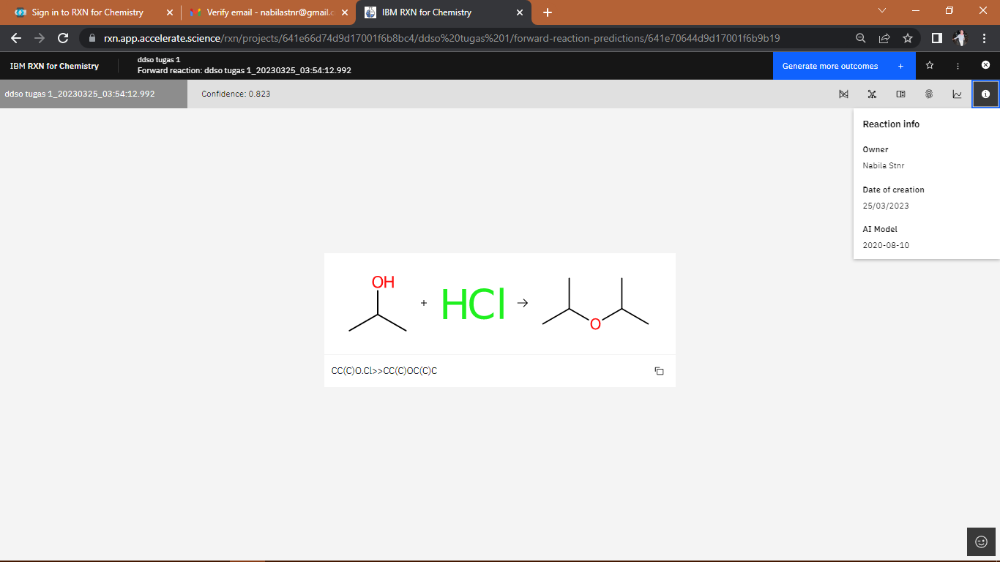 Sign in to RXN for Chemistry
Verify email - nabilastnr@gmail.c
IBM RXN for Chemistry
rxn.app.accelerate.science/rxn/projects/641e66d74d9d17001f6b8bc4/ddso%20tugas%201/forward-reaction-predictions/641e70644d9d17001f6b9b19
IBM RXN for Chemistry
ddso tugas 1
Forward reaction: ddso tugas 1_20230325_03:54:12.992
Generate more outcomes +
ddso tugas 1_20230325_03:54:12.992
Confidence: 0.823
Reaction info
Owner
Nabila Stnr
Date of creation
25/03/2023
AI Model
2020-08-10
OH
+ HCl →
O
CC(C)O.Cl>>CC(C)OC(C)C